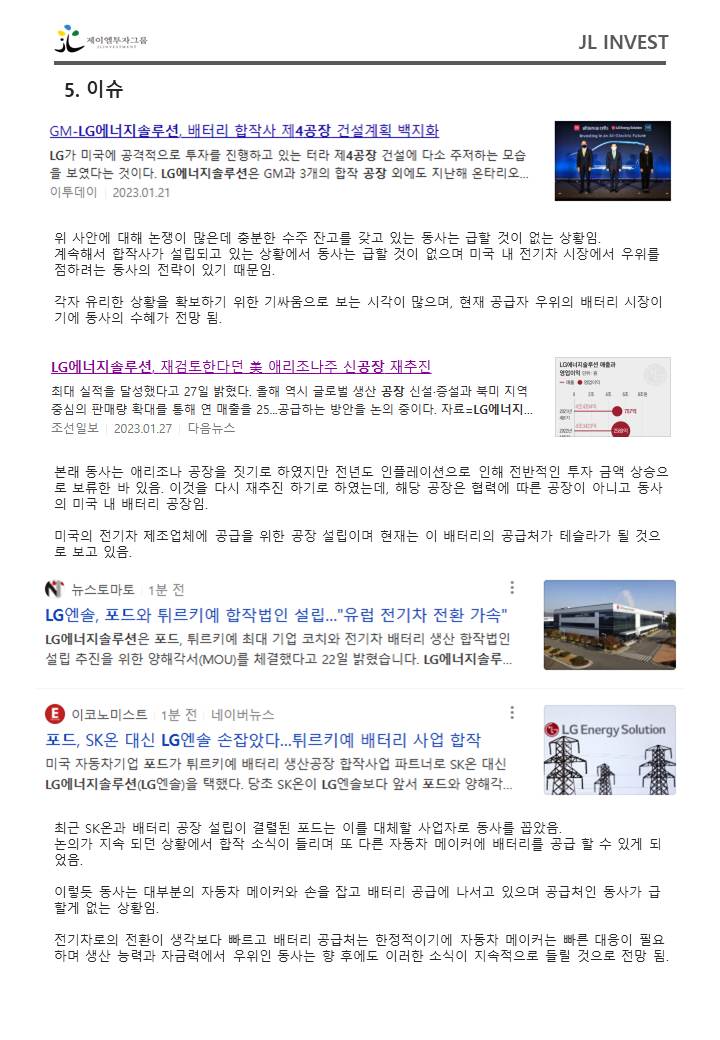 제이엘투자그룹
JL INVESTMENT
JL INVEST
5. 이슈
GM-LG에너지솔루션, 배터리 합작사 제4공장 건설계획 백지화
LG가 미국에 공격적으로 투자를 진행하고 있는 터라 제4공장 건설에 다소 주저하는 모습
을 보였다는 것이다. LG에너지솔루션은 GM과 3개의 합작 공장 외에도 지난해 온타리오...
이투데이 2023.01.21
위 사안에 대해 논쟁이 많은데 충분한 수주 잔고를 갖고 있는 동사는 급할 것이 없는 상황임.
계속해서 합작사가 설립되고 있는 상황에서 동사는 급할 것이 없으며 미국 내 전기차 시장에서 우위를
점하려는 동사의 전략이 있기 때문임.
각자 유리한 상황을 확보하기 위한 기싸움으로 보는 시각이 많으며, 현재 공급자 우위의 배터리 시장이
기에 동사의 수혜가 전망 됨.
LG에너지솔루션, 재검토한다던 美 애리조나주 신공장 재추진
최대 실적을 달성했다고 27일 밝혔다. 올해 역시 글로벌 생산 공장 신설·증설과 북미 지역
중심의 판매량 확대를 통해 연 매출을 25...공급하는 방안을 논의 중이다. 자료=LG에너지...
조선일보 2023.01.27 다음뉴스
LG에너지솔루션 매출과
영업이익 단위: 원
매출 영업이익
본래 동사는 애리조나 공장을 짓기로 하였지만 전년도 인플레이션으로 인해 전반적인 투자 금액 상승으
로 보류한 바 있음. 이것을 다시 재추진 하기로 하였는데, 해당 공장은 협력에 따른 공장이 아니고 동사
의 미국 내 배터리 공장임.
미국의 전기차 제조업체에 공급을 위한 공장 설립이며 현재는 이 배터리의 공급처가 테슬라가 될 것으
로 보고 있음.
뉴스토마토 1분 전
LG엔솔, 포드와 튀르키예 합작법인 설립..."유럽 전기차 전환 가속"
LG에너지솔루션은 포드, 튀르키예 최대 기업 코치와 전기차 배터리 생산 합작법인
설립 추진을 위한 양해각서(MOU)를 체결했다고 22일 밝혔습니다. LG에너지솔루...
E 이코노미스트 1분 전 네이버뉴스
포드, SK온 대신 LG엔솔 손잡았다...튀르키예 배터리 사업 합작
미국 자동차기업 포드가 튀르키예 배터리 생산공장 합작사업 파트너로 SK온 대신
LG에너지솔루션(LG엔솔)을 택했다. 당초 SK온이 LG엔솔보다 앞서 포드와 양해각...
LG Energy Solution
최근 SK온과 배터리 공장 설립이 결렬된 포드는 이를 대체할 사업자로 동사를 꼽았음.
논의가 지속 되던 상황에서 합작 소식이 들리며 또 다른 자동차 메이커에 배터리를 공급 할 수 있게 되
었음.
이렇듯 동사는 대부분의 자동차 메이커와 손을 잡고 배터리 공급에 나서고 있으며 공급처인 동사가 급
할게 없는 상황임.
전기자로의 전환이 생각보다 빠르고 배터리 공급처는 한정적이기에 자동차 메이커는 빠른 대응이 필요
하며 생산 능력과 자금력에서 우위인 동사는 향 후에도 이러한 소식이 지속적으로 들릴 것으로 전망 됨.